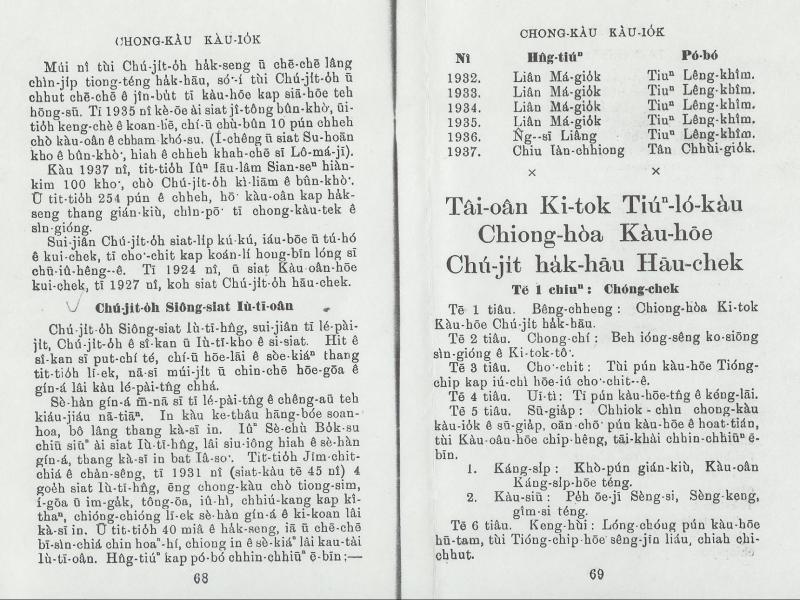 CHONG-KÀU KÀU-IO̍K
Múi nî tùi Chú-ji̍t-o̍h ha̍k-seng ū chē-chē lâng
chìn-ji̍p tiong-téng ha̍k-hāu, só͘-í tùi Chú-ji̍t-o̍h ū
chhut chē-chē ê jîn-bu̍t tī kàu-hōe kap siā-hōe teh
hōng-sū. Tī 1935 nî kè-ōe ài siat jî-tông bûn-khò͘, ūi-
tio̍h keng-chè ê koan-hē, chí-ū chù-bûn 10 pún chheh
chò kàu-oân ê chham-khó-su. (Í-chêng ū siat Su-hoān
kho ê bûn-khò͘, hiah ê chheh khah-chē sī Lô-má-jī).
Kàu 1937 nî, tit-tio̍h Iûⁿ Iāu-lâm Sian-seⁿ hiàn-
kim 100 kho͘, chò Chú-ji̍t-o̍h kì-liām ê bûn-khò͘.
Ū tit-tio̍h 254 pún ê chheh, hō͘ kàu-oân kap ha̍k-
seng thang gián-kiù, chìn-pō͘ tī chong-kàu-tek ê
sìn-gióng.
Sui-jiân Chú-ji̍t-o̍h siat-li̍p kú-kú, iáu-bōe ū tú-hó
ê kui-chek, tī cho͘-chit kap koán-lí hong-bīn lóng sī
chū-iû-hêng--ê. Tī 1924 nî, ū siat Kàu-oân-hōe
kui-chek, tī 1927 nî, koh siat Chú-ji̍t-o̍h hāu-chek.
Chú-ji̍t-o̍h Siông-siat Iù-tī-oân
Chú-ji̍t-o̍h Siông-siat Iù-tī-hn̂g, sui-jiân tī lé-pài-
ji̍t, Chú-ji̍t-o̍h ê sî-kan ū Iù-tī-kho ê si-siat. Hit ê
sî-kan sī put-chí té, chí-ū hōe-lāi ê sòe-kiáⁿ thang
tit-tio̍h lī-ek, nā-sī múi-ji̍t ū chin-chē hōe-gōa ê
gín-á lâi kàu lé-pài-tn̂g chhá.
Sè-hàn gín-á m̄-nā sī tī lé-pài-tn̂g ê chêng-aū teh
kiáu-jiáu nā-tiāⁿ. In kàu ke-thâu hāng-bóe soan-
hoa, bô lâng thang kà-sī in. Iûⁿ Sè-chù Bo̍k-su
chiū siūⁿ ài siat Iù-tī-hn̂g, lâi siu-iông hiah ê sè-hàn
gín-á, thang kà-sī in bat Iâ-so͘. Tit-tio̍h Jīm-chit-
chiá ê chàn-sêng, tī 1931 nî (siat-kàu tē 45 nî) 4
goe̍h siat Iù-tī-hn̂g, ēng chong-kàu chò tiong-sim,
í-gōa ū im-ga̍k, tông-ōa, iû-hì, chhiú-kang kap kî-
thaⁿ, chióng-chióng lī-ek sè-hàn gín-á ê ki-koan lâi
kà-sī in. Ū tit-tio̍h 40 miâ ê ha̍k-seng, iā ū chē-chē
bī-sìn-chiá chin hoaⁿ-hí, chiong in ê sè-kiáⁿ lâi kau-tài
Iù-tī-oân. Hn̂g-tiúⁿ kap pó-bó chhin-chhiūⁿ ē-bīn;—
68
CHONG-KÀU KÀU-IO̍K
Nî Hn̂g-tiúⁿ Pó-bó
1932. Liân Má-gio̍k Tiuⁿ Lêng-khîm.
1933. Liân Má-gio̍k Tiuⁿ Lêng-khîm.
1934. Liân Má-gio̍k Tiuⁿ Lêng-khîm.
1935. Liân Má-gio̍k Tiuⁿ Lêng-khîm.
1936. N̂g--sī Liâng Tiuⁿ Lêng-khîm.
1937. Chiu Iàn-chhiong Tân Chhùi-gio̍k.
× ×
Tâi-oân Ki-tok Tiúⁿ-ló-kàu
Chiong-hòa Kàu-hōe
Chú-ji̍t ha̍k-hāu Hāu-chek
Tē 1 chiuⁿ: Chóng-chek
Tē 1 tiâu. Bêng-chheng: Chiong-hòa Ki-tok
Kàu-hōe Chú-ji̍t ha̍k-hāu.
Tē 2 tiâu. Chong-chí: Beh ióng-sêng ko-siōng
sìn-gióng ê Ki-tok-tô͘.
Tē 3 tiâu. Cho͘-chit: Tùi pún kàu-hōe Tióng-
chip kap iú-chì hōe-iú cho͘-chit--ê.
Tē 4 tiâu. Uī-tì: Tī pún kàu-hōe-tn̂g ê kéng-lāi.
Tē 5 tiâu. Sū-gia̍p: Chhiok-chìn chong-kàu
kàu-io̍k ê sū-gia̍p, oān-chō͘ pún kàu-hōe ê hoat-tián,
tùi Kàu-oân-hōe chip-hêng, tāi-khài chhin-chhiūⁿ ē-
bīn.
1. Káng-si̍p: Khò-pún gián-kiù, Kàu-oân
Káng-si̍p-hōe téng.
2. Kàu-siū: Pe̍h ōe-jī Sèng-si, Sèng-keng,
gîm-si téng.
Tē 6 tiâu. Keng-hùi: Lóng-chóng pún kàu-hōe
hū-tam, tùi Tióng-chip-hōe sêng-jīn liáu, chiah chi-
chhut.
69